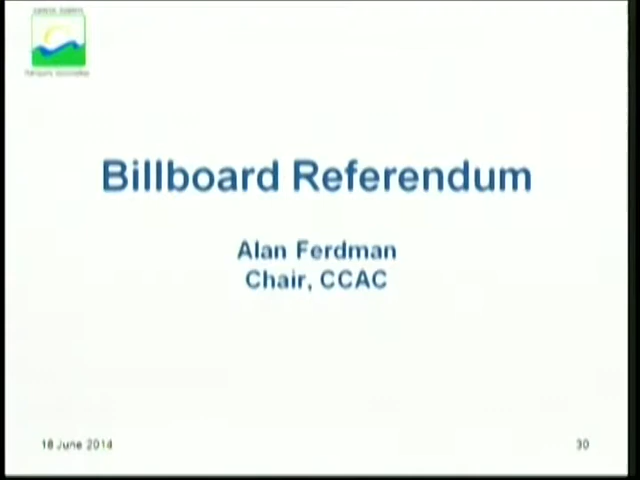 Billboard Referendum
Alan Ferdman
Chair, CCAC
18 June 2014
30